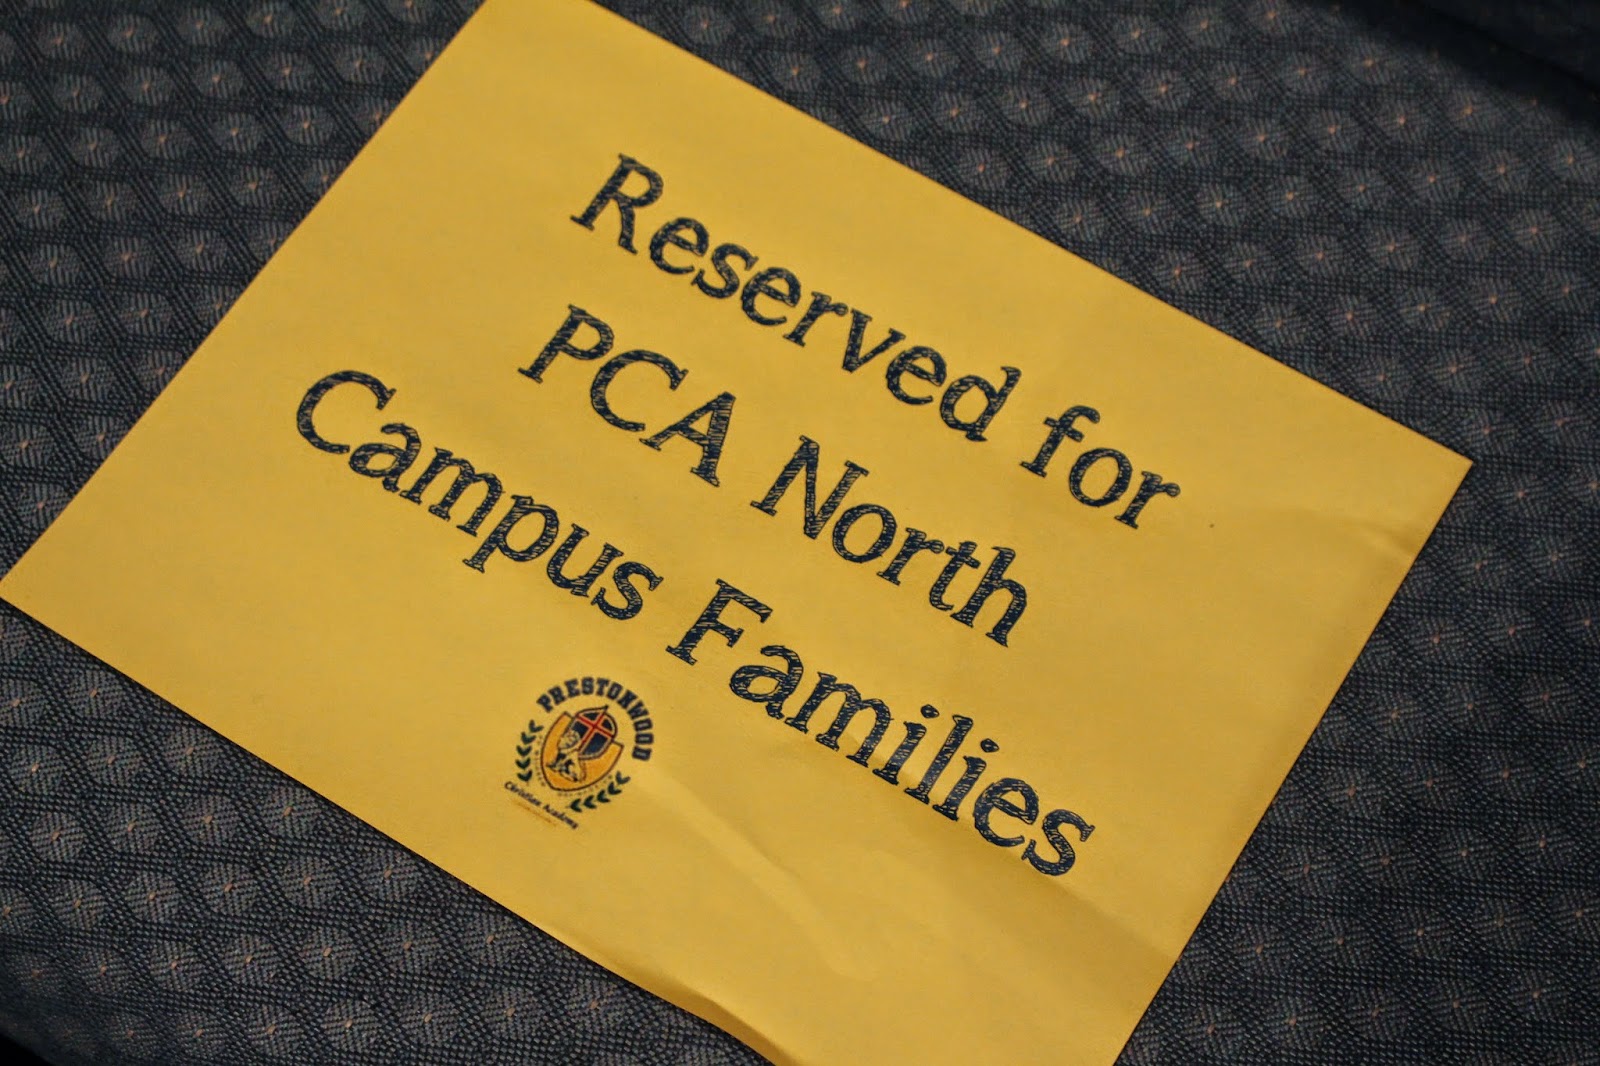 Reserved for
PCA North
Campus Families
PRESTONWOOD
Christian Academy